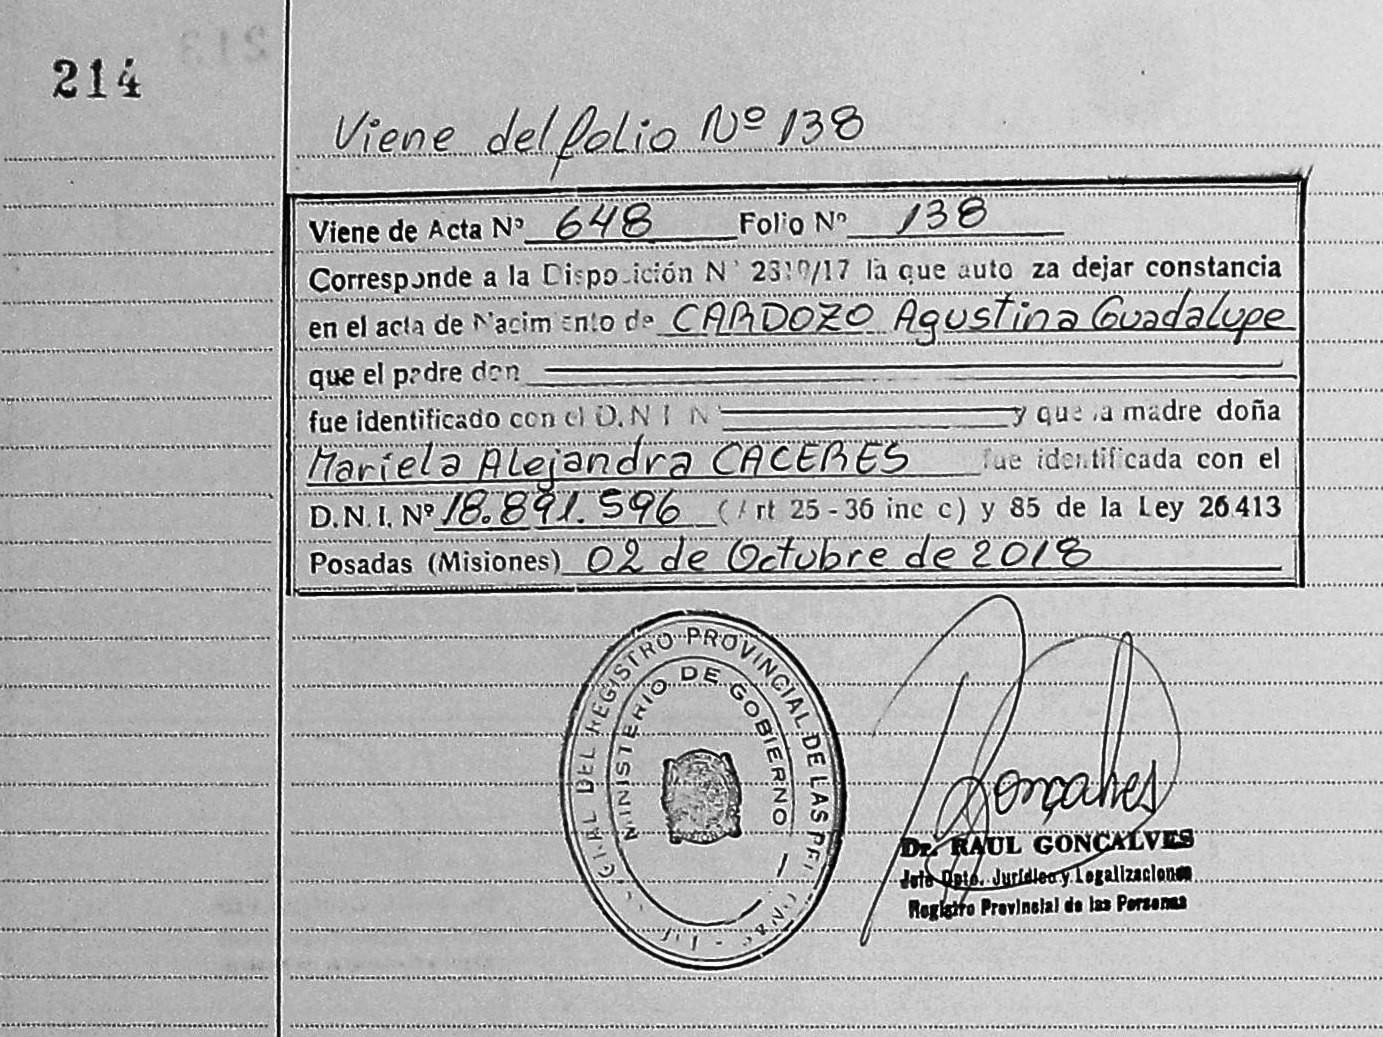 214
Viene del folio Nº 138
Viene de Acta Nº 648 Folio Nº 138
Corresponde a la Disposición N° /17 la que autoriza dejar constancia
en el acta de Nacimiento de CARDOZO Agustina Guadalupe
que el padre don
fue identificado con el D.N.I. Nº y que la madre doña
Mariela Alejandra CACERES fue identificada con el
D.N.I. Nº 18.891.596 (Art 25 - 36 inc c) y 85 de la Ley 26413
Posadas (Misiones) 02 de Octubre de 2018
DEL REGISTRO PROVINCIAL DE LAS
MINISTERIO DE GOBIERNO
Gonçalves
Dr. RAUL GONCALVES
Jefe Dpto. Jurídico y Legalizaciones
Registro Provincial de las Personas